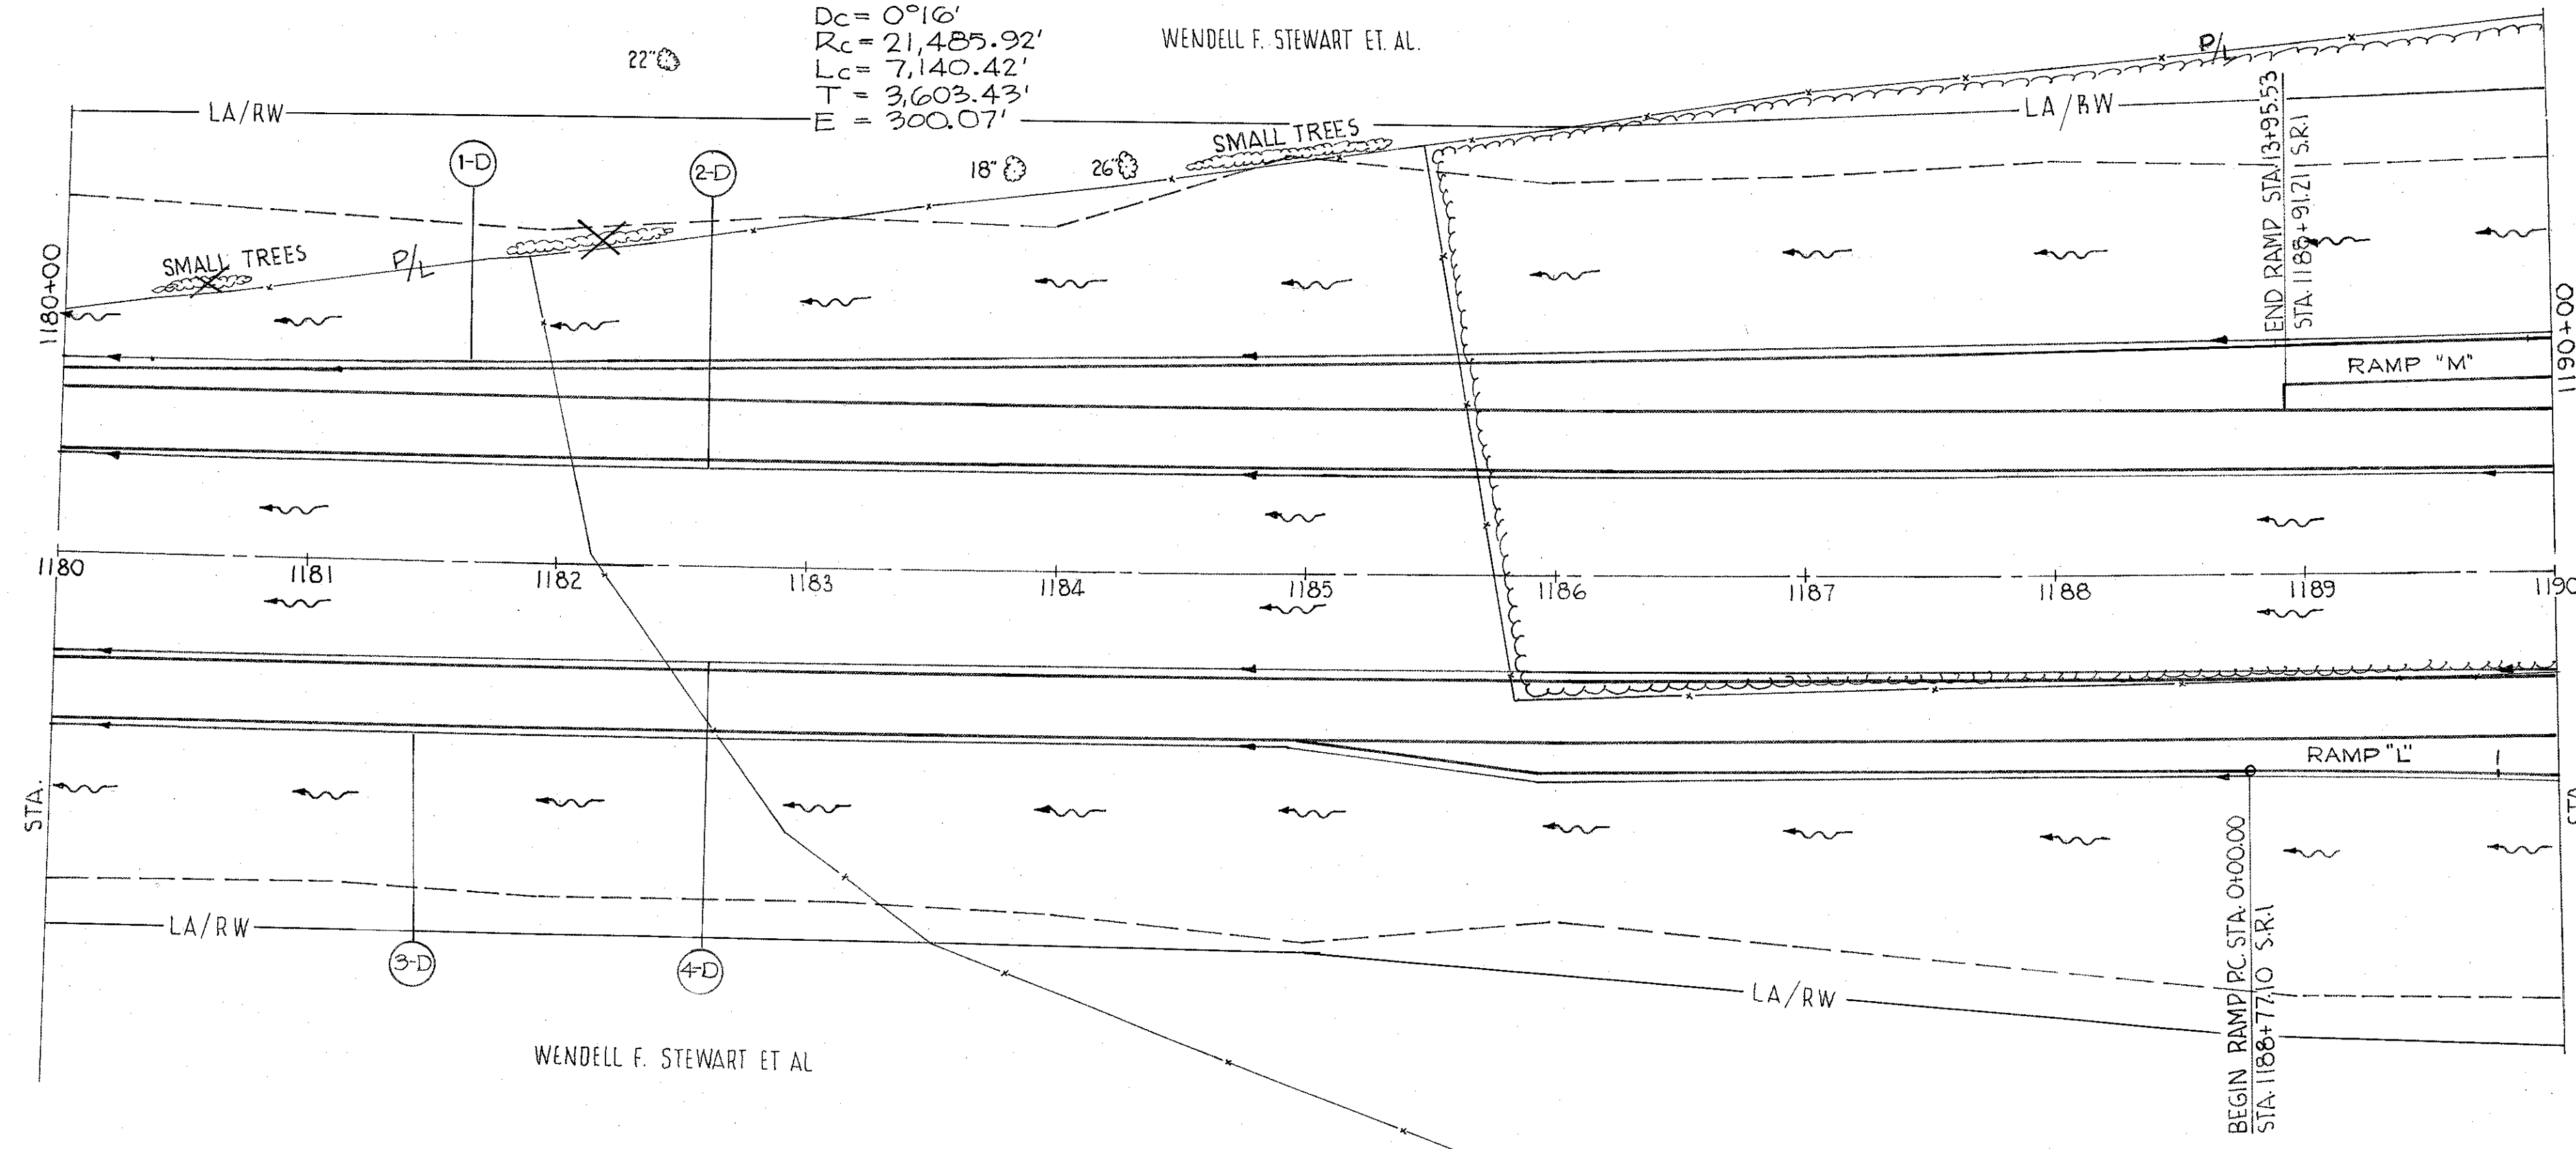 Dc = 0°16'
Rc = 21,485.92'
Lc = 7,140.42'
T = 3,603.43'
E = 300.07'
WENDELL F. STEWART ET. AL.
22"
P/L
LA/RW
LA/RW
SMALL TREES
1-D
2-D
18"
26"
END RAMP STA. 13+95.53
STA. 1188+91.21 S.R.1
SMALL TREES
P/L
1180+00
1190+00
RAMP "M"
1180
1181
1182
1183
1184
1185
1186
1187
1188
1189
1190
RAMP "L"
1
STA.
STA.
BEGIN RAMP P.C. STA. 0+00.00
STA. 1188+77.10 S.R.1
LA/RW
3-D
4-D
LA/RW
WENDELL F. STEWART ET AL